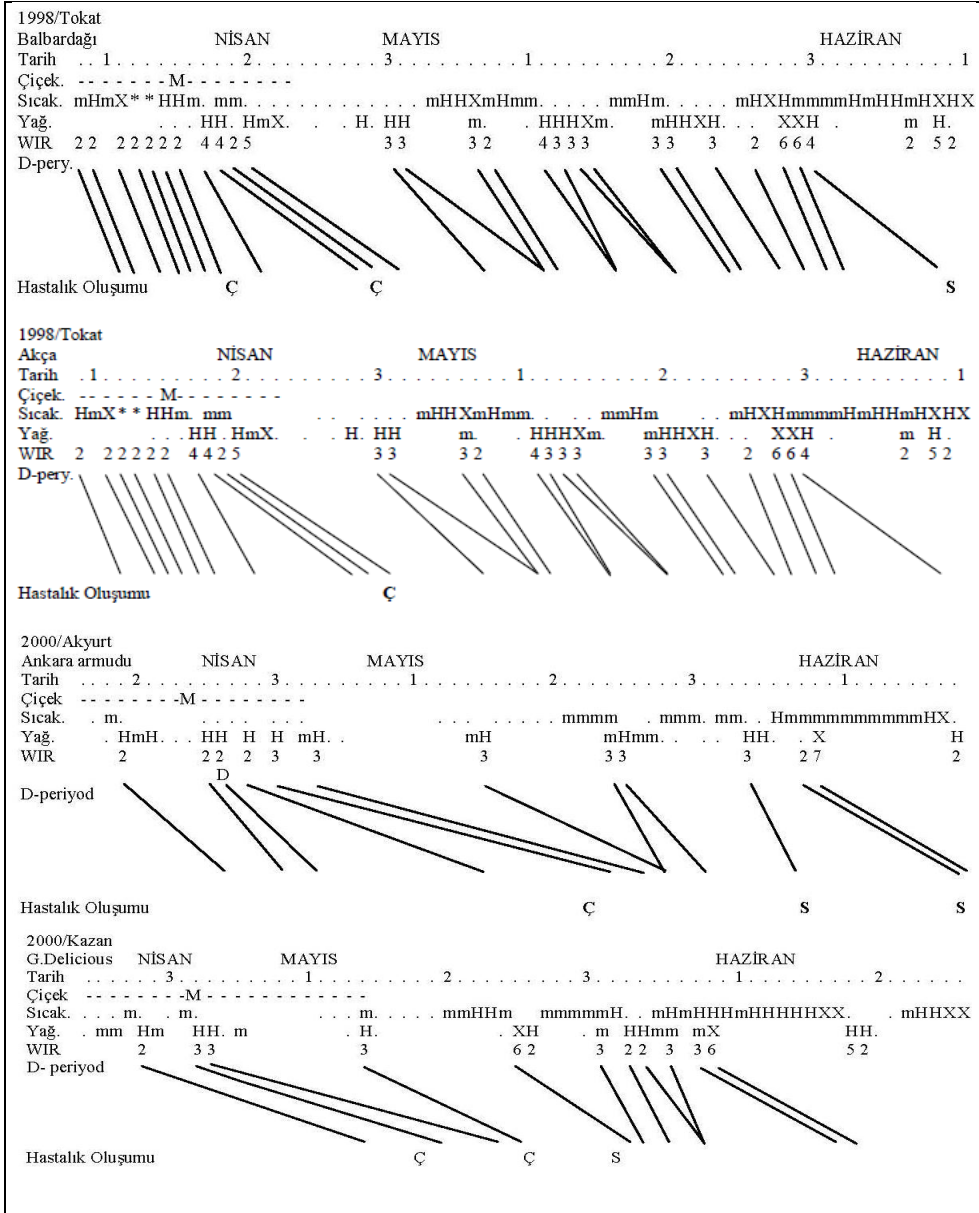 1998/Tokat
Balbardağı NİSAN MAYIS HAZİRAN
Tarih . . 1 . . . . . . . . . 2 . . . . . . . . . . 3 . . . . . . . . . 1 . . . . . . . . . 2 . . . . . . . . . 3 . . . . . . . . . . 1
Çiçek. - - - - - - - M- - - - - - - -
Sıcak. mHmX* * HHm. mm. . . . . . . . . . . . . . mHHXmHmm. . . . . . mmHm. . . . . mHXHmmmmHmHHmHXHX
Yağ. . . . HH. HmX. . . . H. HH m. . HHHXm. mHHXH. . . XXXH . m H.
WIR 2 2 2 2 2 2 2 4 4 2 5 3 3 3 2 4 3 3 3 3 3 3 2 6 6 4 2 5 2
D-pery.
Hastalık Oluşumu Ç Ç S
1998/Tokat
Akça NİSAN MAYIS HAZİRAN
Tarih . 1 . . . . . . . . . 2 . . . . . . . . . 3 . . . . . . . . . 1 . . . . . . . . . 2 . . . . . . . . . 3 . . . . . . . . . . 1
Çiçek. - - - - - - M- - - - - - - -
Sıcak. HmX * * HHm. mm . . . . . . mHHXmHmm. . . . . mmHm . . . mHXHmmmmHmHHmHXHX
Yağ. . . . HH . HmX. . . . H. HH m. . HHHXm. mHHXH. . . XXH . m H .
WIR 2 2 2 2 2 2 4 4 2 5 3 3 3 2 4 3 3 3 3 3 3 2 6 6 4 2 5 2
D-pery.
Hastalık Oluşumu Ç
2000/Akyurt
Ankara armudu NİSAN MAYIS HAZİRAN
Tarih . . . 2 . . . . . . . . . 3 . . . . . . . . . 1 . . . . . . . . . 2 . . . . . . . . . 3 . . . . . . . . . . 1 . . . . . . . .
Çiçek - - - - - - - -M - - - - - - - -
Sıcak. . m. . . . . . . . . . . . . . . mmmm . mmm. mm. . . HmmmmmmmmmmHX.
Yağ. . HmH. . . HH H H mH. . mH mHmm. . . . . HH. . . X H
WIR 2 2 2 2 3 3 3 3 3 3 2 7 2
D
D-periyod
Hastalık Oluşumu Ç S S
2000/Kazan
G.Delicious NİSAN MAYIS HAZİRAN
Tarih . . . . . . 3 . . . . . . . . . 1 . . . . . . . . . 2 . . . . . . . . . 3 . . . . . . . . . . 1 . . . . . . . . . 2 . . . . . .
Çiçek - - - - - - - -M - - - - - - - - - - - - -
Sıcak. . . m. . m. . . . . m. . . . . mmHHm mmmmmH. . mHmHHHmHHHHHXX. . . mHHXX
Yağ. . mm Hm HH. m . H. . XH . m HHmm mX HH.
WIR 2 3 3 3 6 2 3 2 2 3 3 6 5 2
D- periyod
Hastalık Oluşumu Ç Ç S